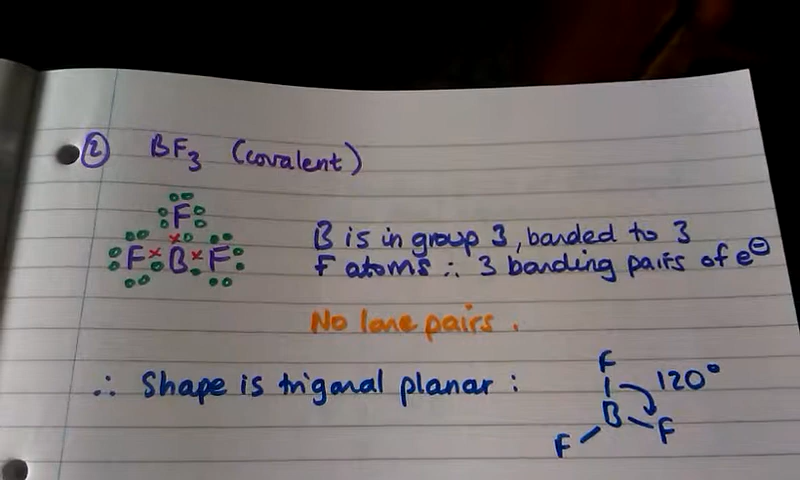 ② BF₃ (covalent)
F
F B F
B is in group 3, bonded to 3
F atoms ∴ 3 bonding pairs of e⊖
No lone pairs.
∴ Shape is trigonal planar :
F 120°
B
F F